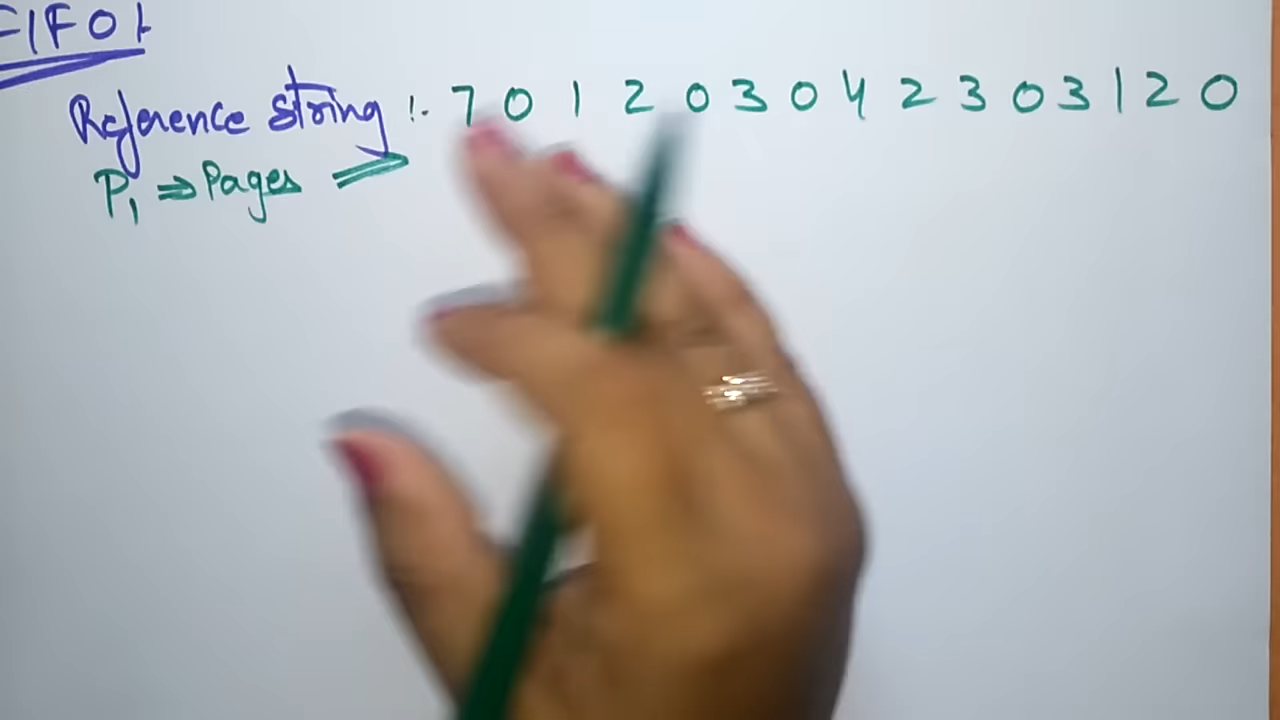 FIFO:
Reference string :- 7 0 1 2 0 3 0 4 2 3 0 3 1 2 0
P1 ⇒ Pages